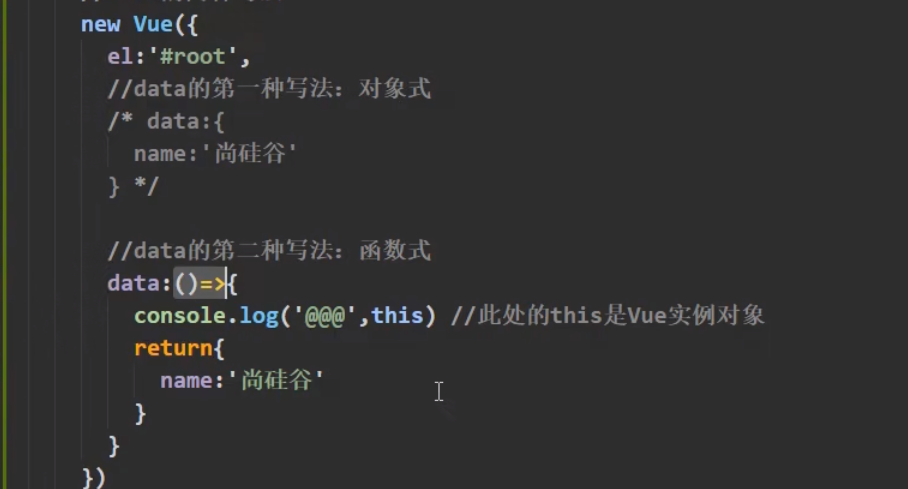 new Vue({
el:'#root',
//data的第一种写法：对象式
/* data:{
name:'尚硅谷'
} */
//data的第二种写法：函数式
data:()=>{
console.log('@@@',this) //此处的this是Vue实例对象
return{
name:'尚硅谷'
}
}
})